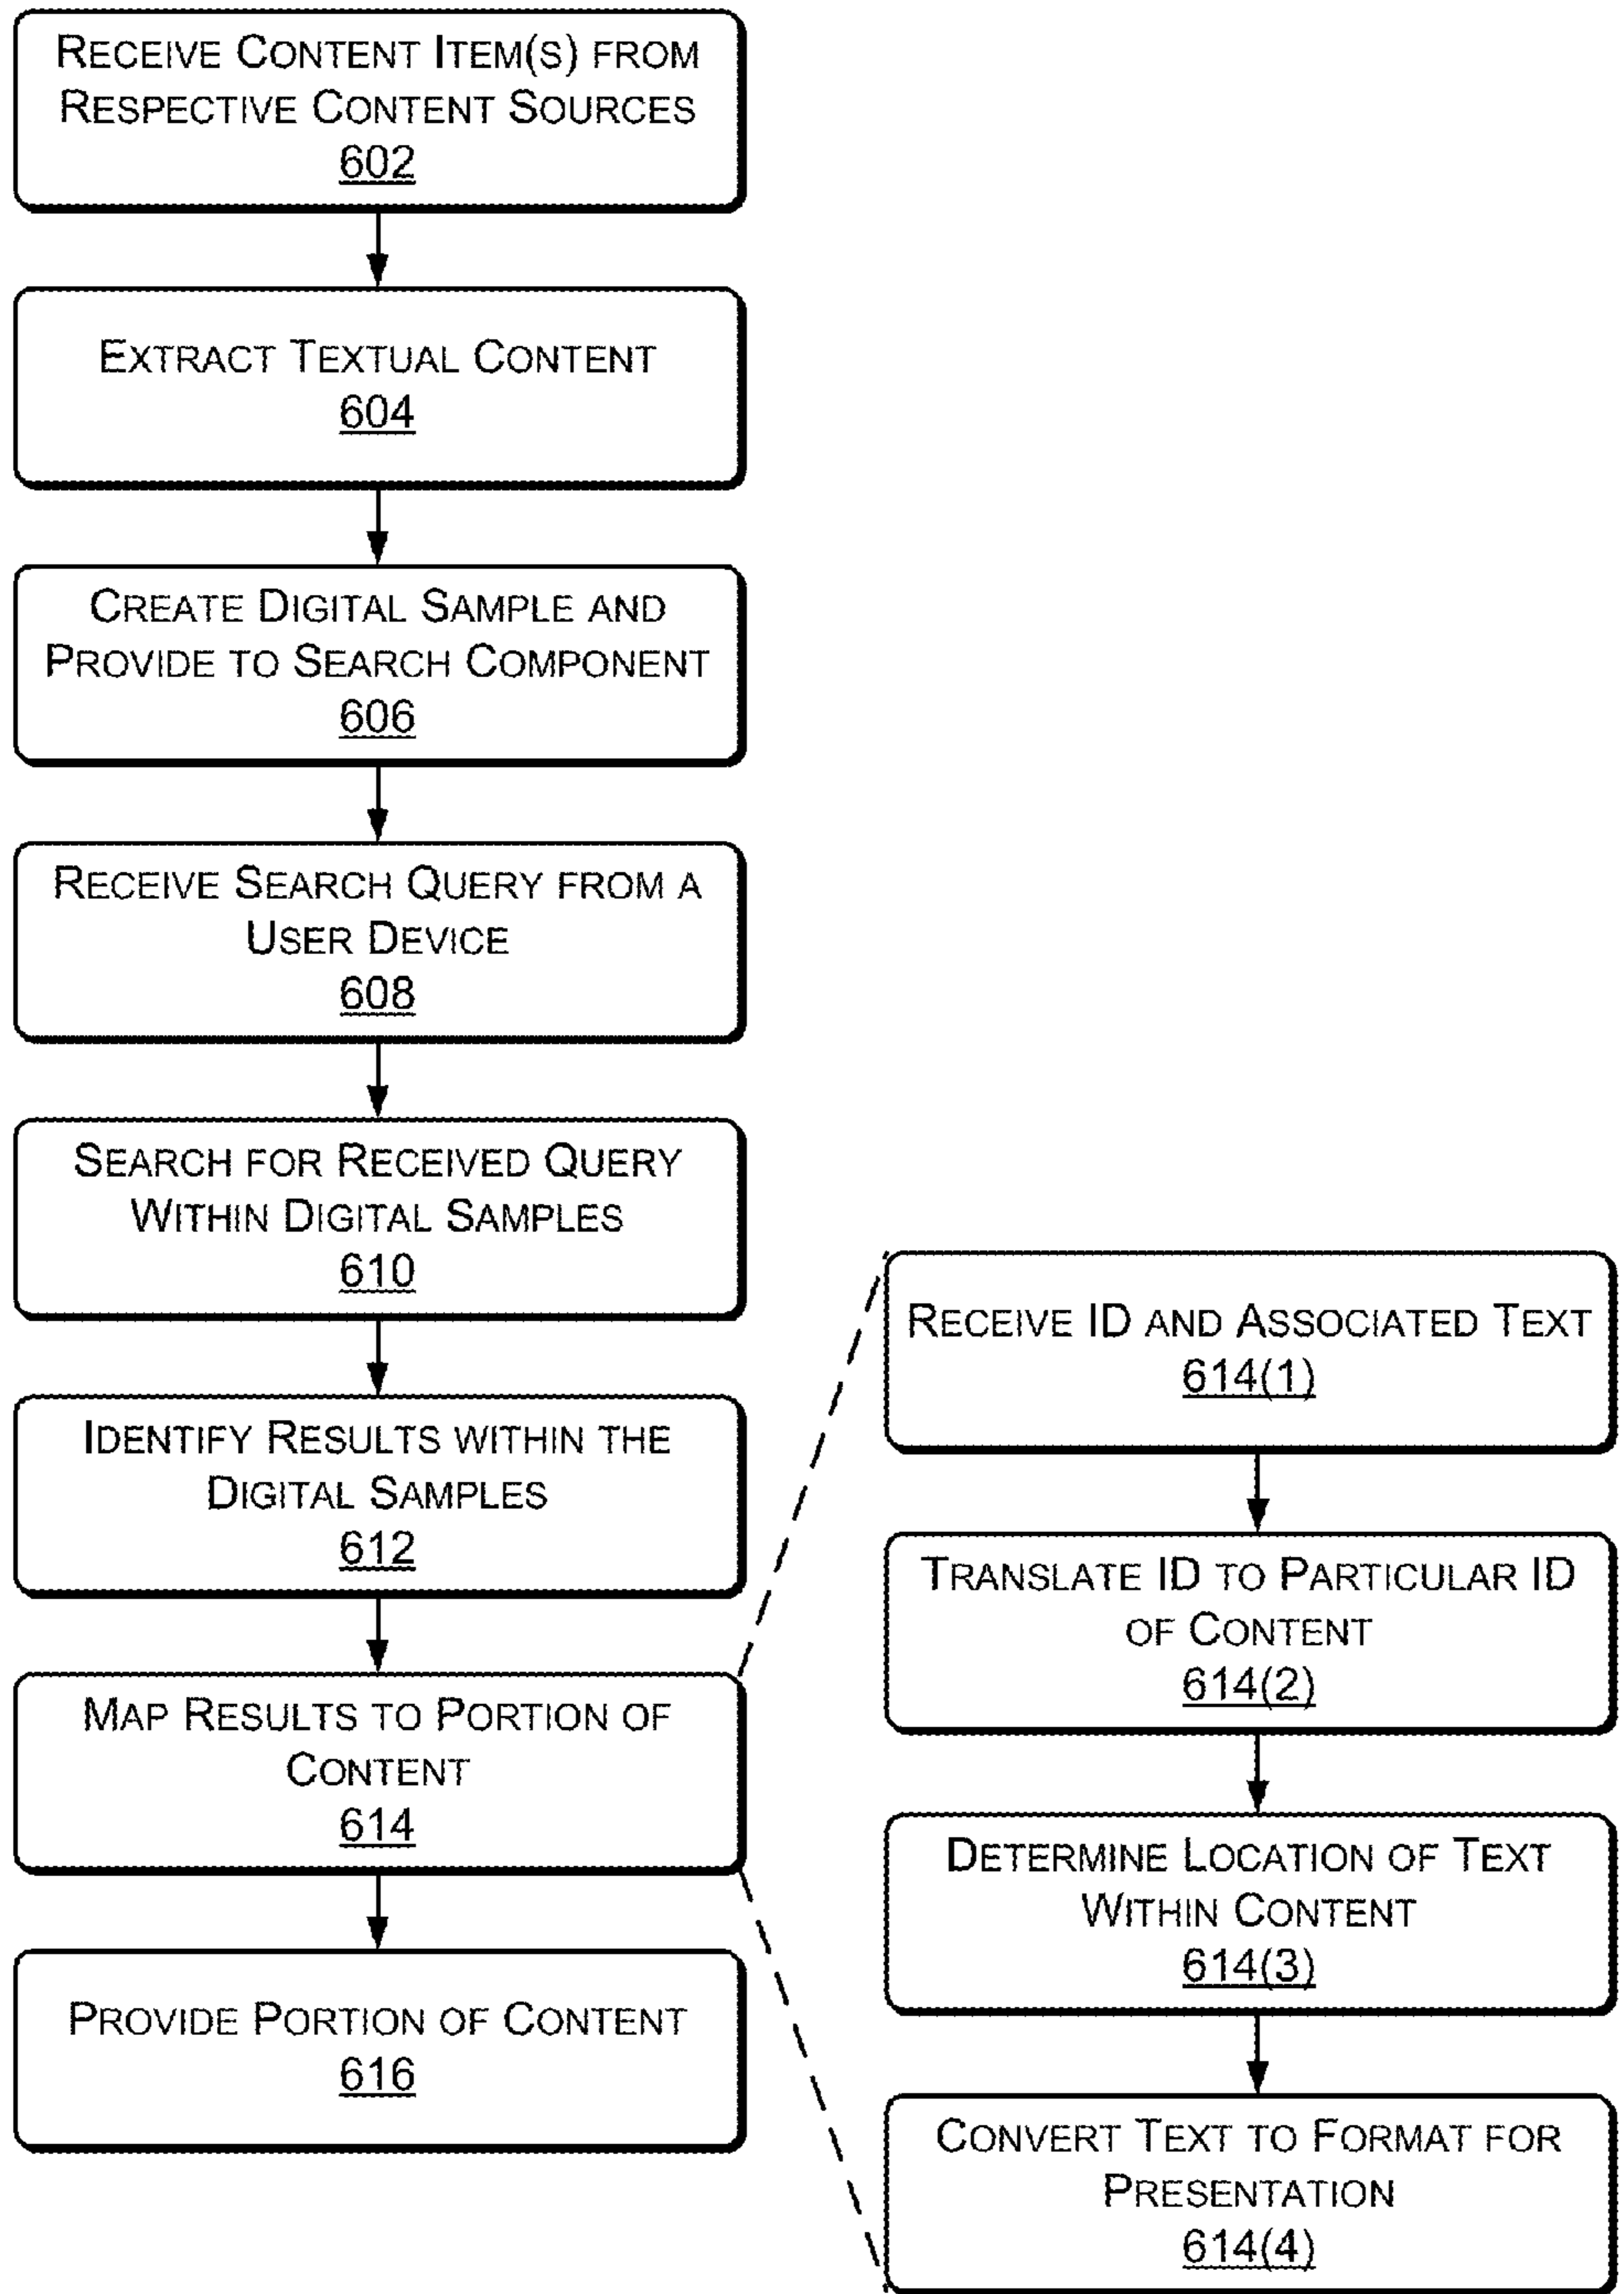 RECEIVE CONTENT ITEM(S) FROM
RESPECTIVE CONTENT SOURCES
602
EXTRACT TEXTUAL CONTENT
604
CREATE DIGITAL SAMPLE AND
PROVIDE TO SEARCH COMPONENT
606
RECEIVE SEARCH QUERY FROM A
USER DEVICE
608
SEARCH FOR RECEIVED QUERY
WITHIN DIGITAL SAMPLES
610
IDENTIFY RESULTS WITHIN THE
DIGITAL SAMPLES
612
MAP RESULTS TO PORTION OF
CONTENT
614
PROVIDE PORTION OF CONTENT
616
RECEIVE ID AND ASSOCIATED TEXT
614(1)
TRANSLATE ID TO PARTICULAR ID
OF CONTENT
614(2)
DETERMINE LOCATION OF TEXT
WITHIN CONTENT
614(3)
CONVERT TEXT TO FORMAT FOR
PRESENTATION
614(4)